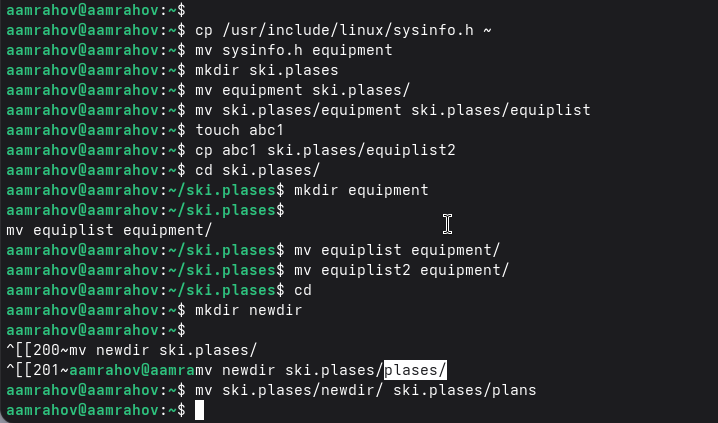 aamrahov@aamrahov:~$
aamrahov@aamrahov:~$ cp /usr/include/linux/sysinfo.h ~
aamrahov@aamrahov:~$ mv sysinfo.h equipment
aamrahov@aamrahov:~$ mkdir ski.plases
aamrahov@aamrahov:~$ mv equipment ski.plases/
aamrahov@aamrahov:~$ mv ski.plases/equipment ski.plases/equiplist
aamrahov@aamrahov:~$ touch abc1
aamrahov@aamrahov:~$ cp abc1 ski.plases/equiplist2
aamrahov@aamrahov:~$ cd ski.plases/
aamrahov@aamrahov:~/ski.plases$ mkdir equipment
aamrahov@aamrahov:~/ski.plases$
mv equiplist equipment/
aamrahov@aamrahov:~/ski.plases$ mv equiplist equipment/
aamrahov@aamrahov:~/ski.plases$ mv equiplist2 equipment/
aamrahov@aamrahov:~/ski.plases$ cd
aamrahov@aamrahov:~$ mkdir newdir
aamrahov@aamrahov:~$
^[[200~mv newdir ski.plases/
^[[201~aamrahov@aamramv newdir ski.plases/plases/
aamrahov@aamrahov:~$ mv ski.plases/newdir/ ski.plases/plans
aamrahov@aamrahov:~$